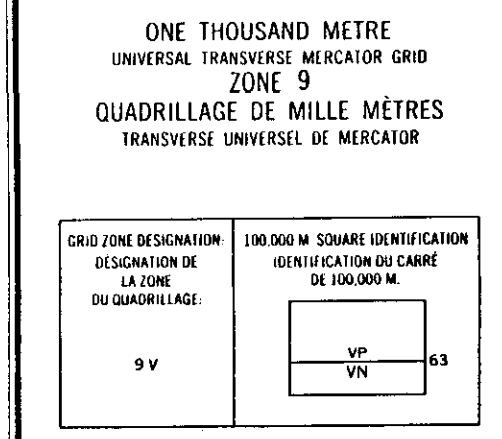 ONE THOUSAND METRE
UNIVERSAL TRANSVERSE MERCATOR GRID
ZONE 9
QUADRILLAGE DE MILLE MÈTRES
TRANSVERSE UNIVERSEL DE MERCATOR
GRID ZONE DESIGNATION:
DÉSIGNATION DE
LA ZONE
DU QUADRILLAGE:
9 V
100,000 M. SQUARE IDENTIFICATION
IDENTIFICATION DU CARRÉ
DE 100,000 M.
VP
VN
63